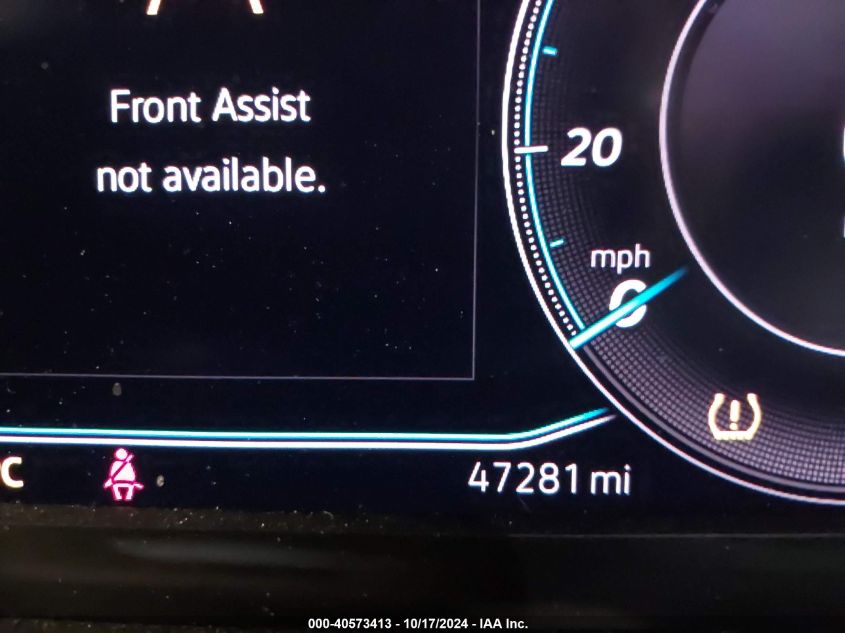 Front Assist
not available.
20
mph
0
C
47281 mi
000-40573413 - 10/17/2024 - IAA Inc.